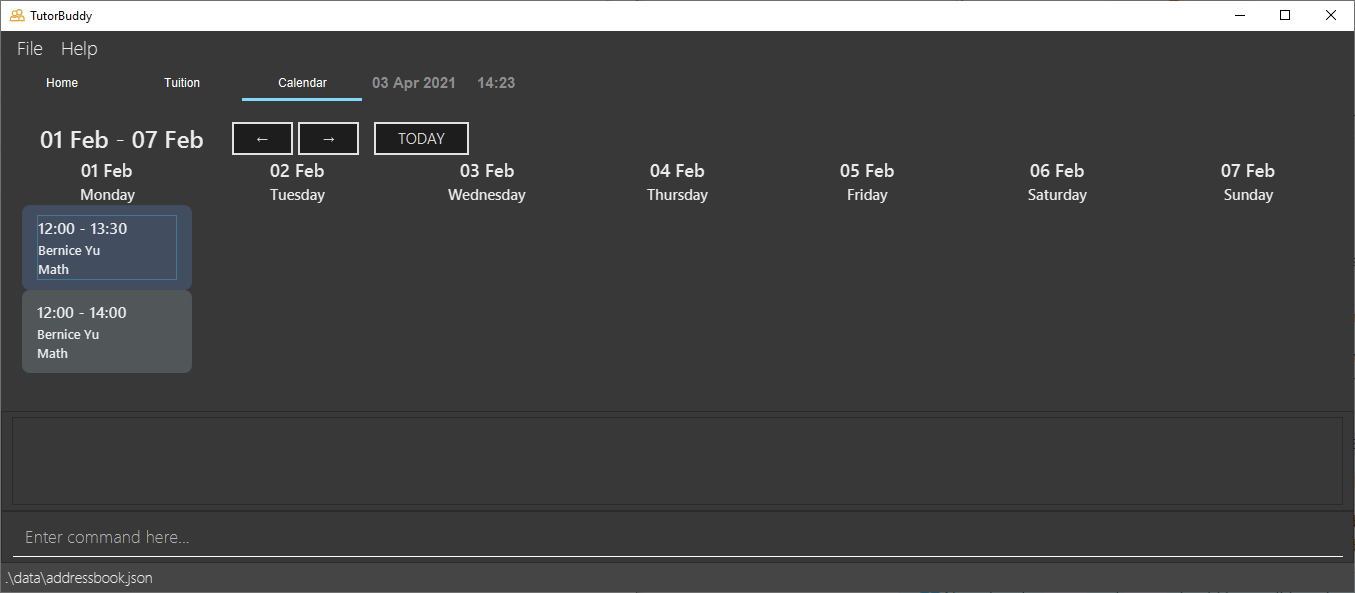 TutorBuddy
File Help
Home Tuition Calendar 03 Apr 2021 14:23
01 Feb - 07 Feb ← → TODAY
01 Feb 02 Feb 03 Feb 04 Feb 05 Feb 06 Feb 07 Feb
Monday Tuesday Wednesday Thursday Friday Saturday Sunday
12:00 - 13:30
Bernice Yu
Math
12:00 - 14:00
Bernice Yu
Math
Enter command here...
.\data\addressbook.json